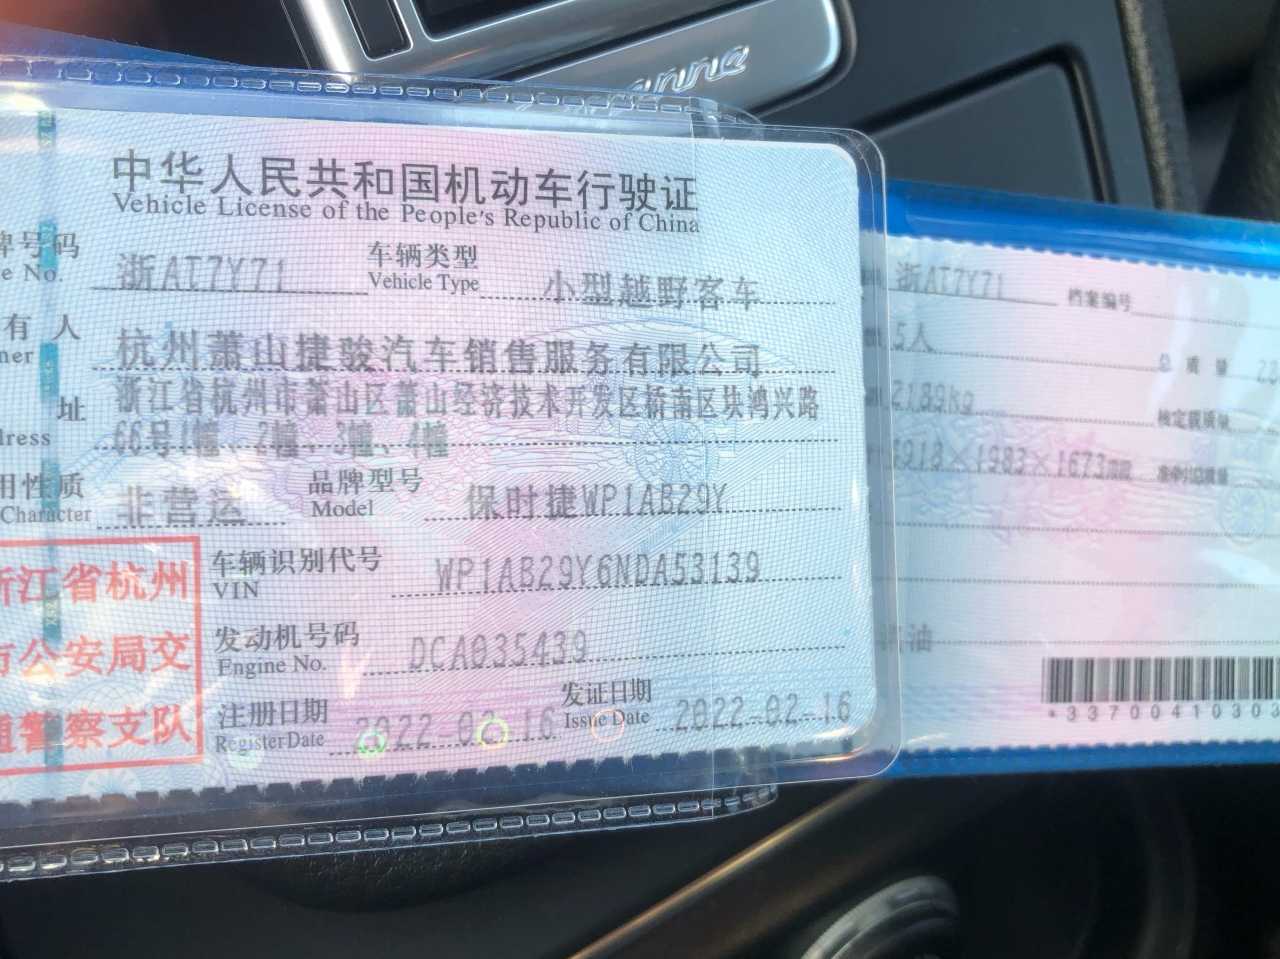 中华人民共和国机动车行驶证
Vehicle License of the People's Republic of China
牌号码 浙AT7Y71 车辆类型 小型越野客车
e No. Vehicle Type
有人 杭州萧山捷骏汽车销售服务有限公司
ner
址 浙江省杭州市萧山区萧山经济技术开发区桥南区块鸿兴路
dress 66号1幢、2幢、3幢、4幢
用性质 非营运 品牌型号 保时捷WP1AB29Y
Character Model
浙江省杭州
市公安局交
通警察支队
车辆识别代号 WP1AB29Y6NDA53139
VIN
发动机号码 DCA035439
Engine No.
注册日期 2022-02-16 发证日期 2022-02-16
Register Date Issue Date
浙AT7Y71 档案编号
5人 总质量
2189kg 核定载质量
4918×1983×1673mm 准牵引总质量
汽油
*33700410303